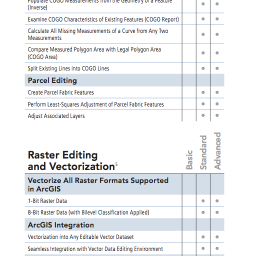 Populate COGO Measurements from the Geometry of a Feature
[Inverse]
Examine COGO Characteristics of Existing Features (COGO Report)
Calculate All Missing Measurements of a Curve from Any Two
Measurements
Compare Measured Polygon Area with Legal Polygon Area
[COGO Area]
Split Existing Lines into COGO Lines
Parcel Editing
Create Parcel Fabric Features
Perform Least-Squares Adjustment of Parcel Fabric Features
Adjust Associated Layers
Raster Editing
and Vectorization
Basic
Standard
Advanced
Vectorize All Raster Formats Supported
in ArcGIS
1-Bit Raster Data
8-Bit Raster Data (with Bilevel Classification Applied)
ArcGIS Integration
Vectorization into Any Editable Vector Dataset
Seamless Integration with Vector Data Editing Environment